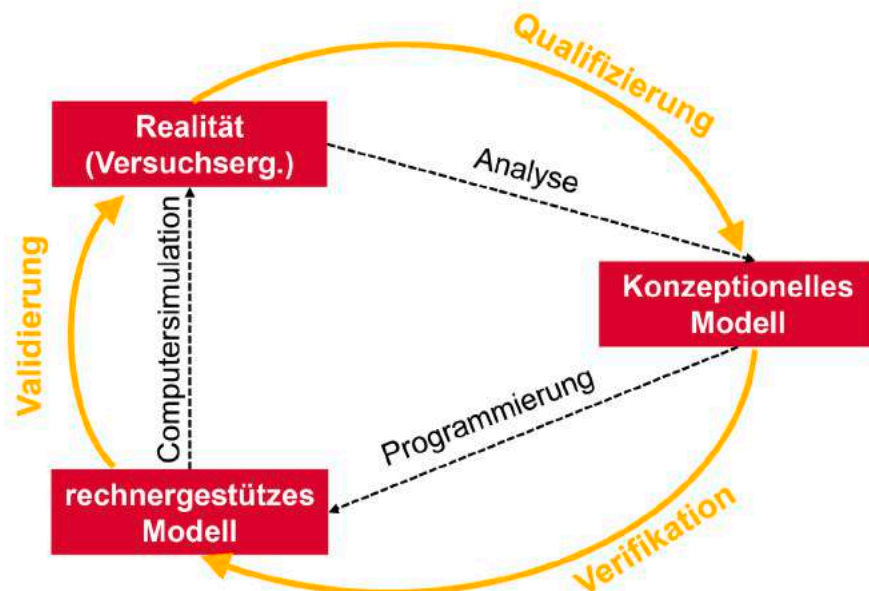 Qualifizierung
Realität
(Versuchserg.)
Analyse
Validierung
Computersimulation
Konzeptionelles
Modell
Programmierung
rechnergestützes
Modell
Verifikation